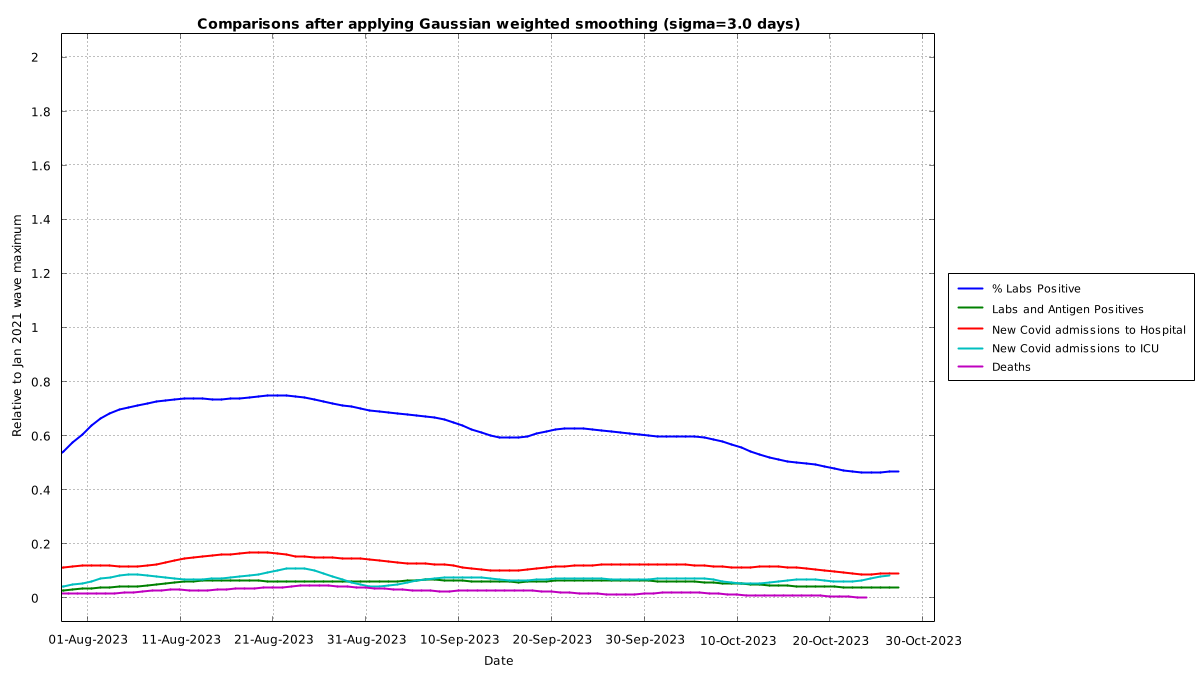 Comparisons after applying Gaussian weighted smoothing (sigma=3.0 days)
Relative to Jan 2021 wave maximum
2
1.8
1.6
1.4
1.2
1
0.8
0.6
0.4
0.2
0
01-Aug-2023 11-Aug-2023 21-Aug-2023 31-Aug-2023 10-Sep-2023 20-Sep-2023 30-Sep-2023 10-Oct-2023 20-Oct-2023 30-Oct-2023
Date
% Labs Positive
Labs and Antigen Positives
New Covid admissions to Hospital
New Covid admissions to ICU
Deaths